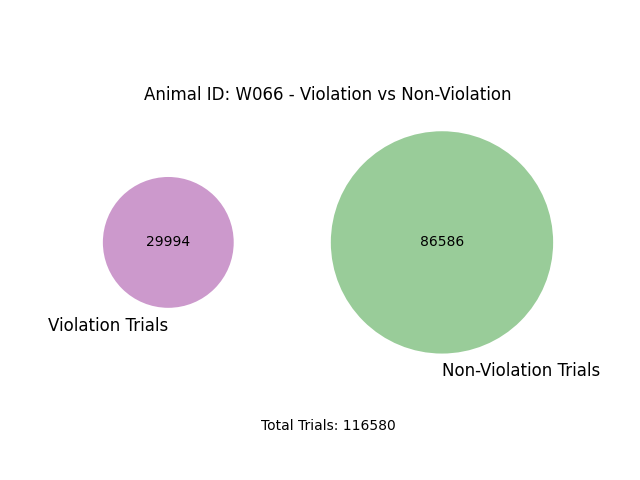 Animal ID: W066 - Violation vs Non-Violation
29994
86586
Violation Trials
Non-Violation Trials
Total Trials: 116580